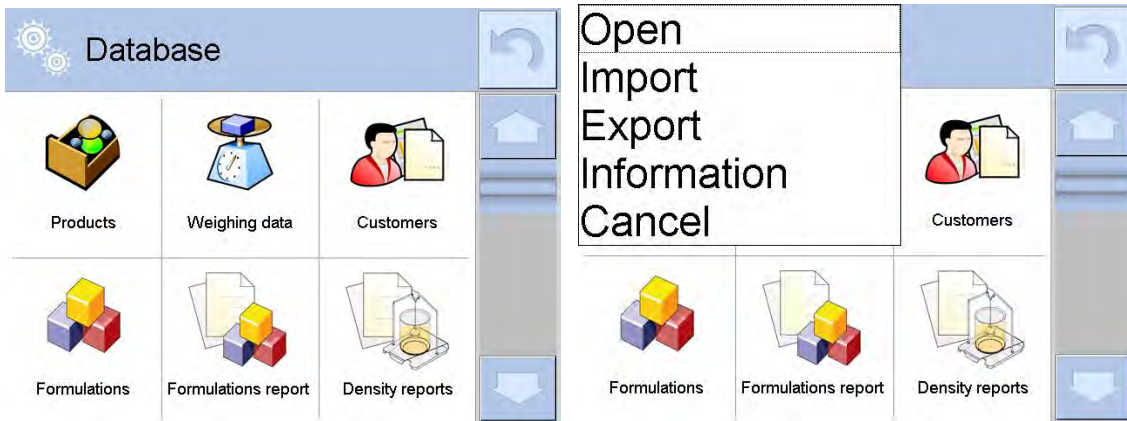 Database
Products
Weighing data
Customers
Formulations
Formulations report
Density reports
Open
Import
Export
Information
Cancel
Customers
Formulations
Formulations report
Density reports